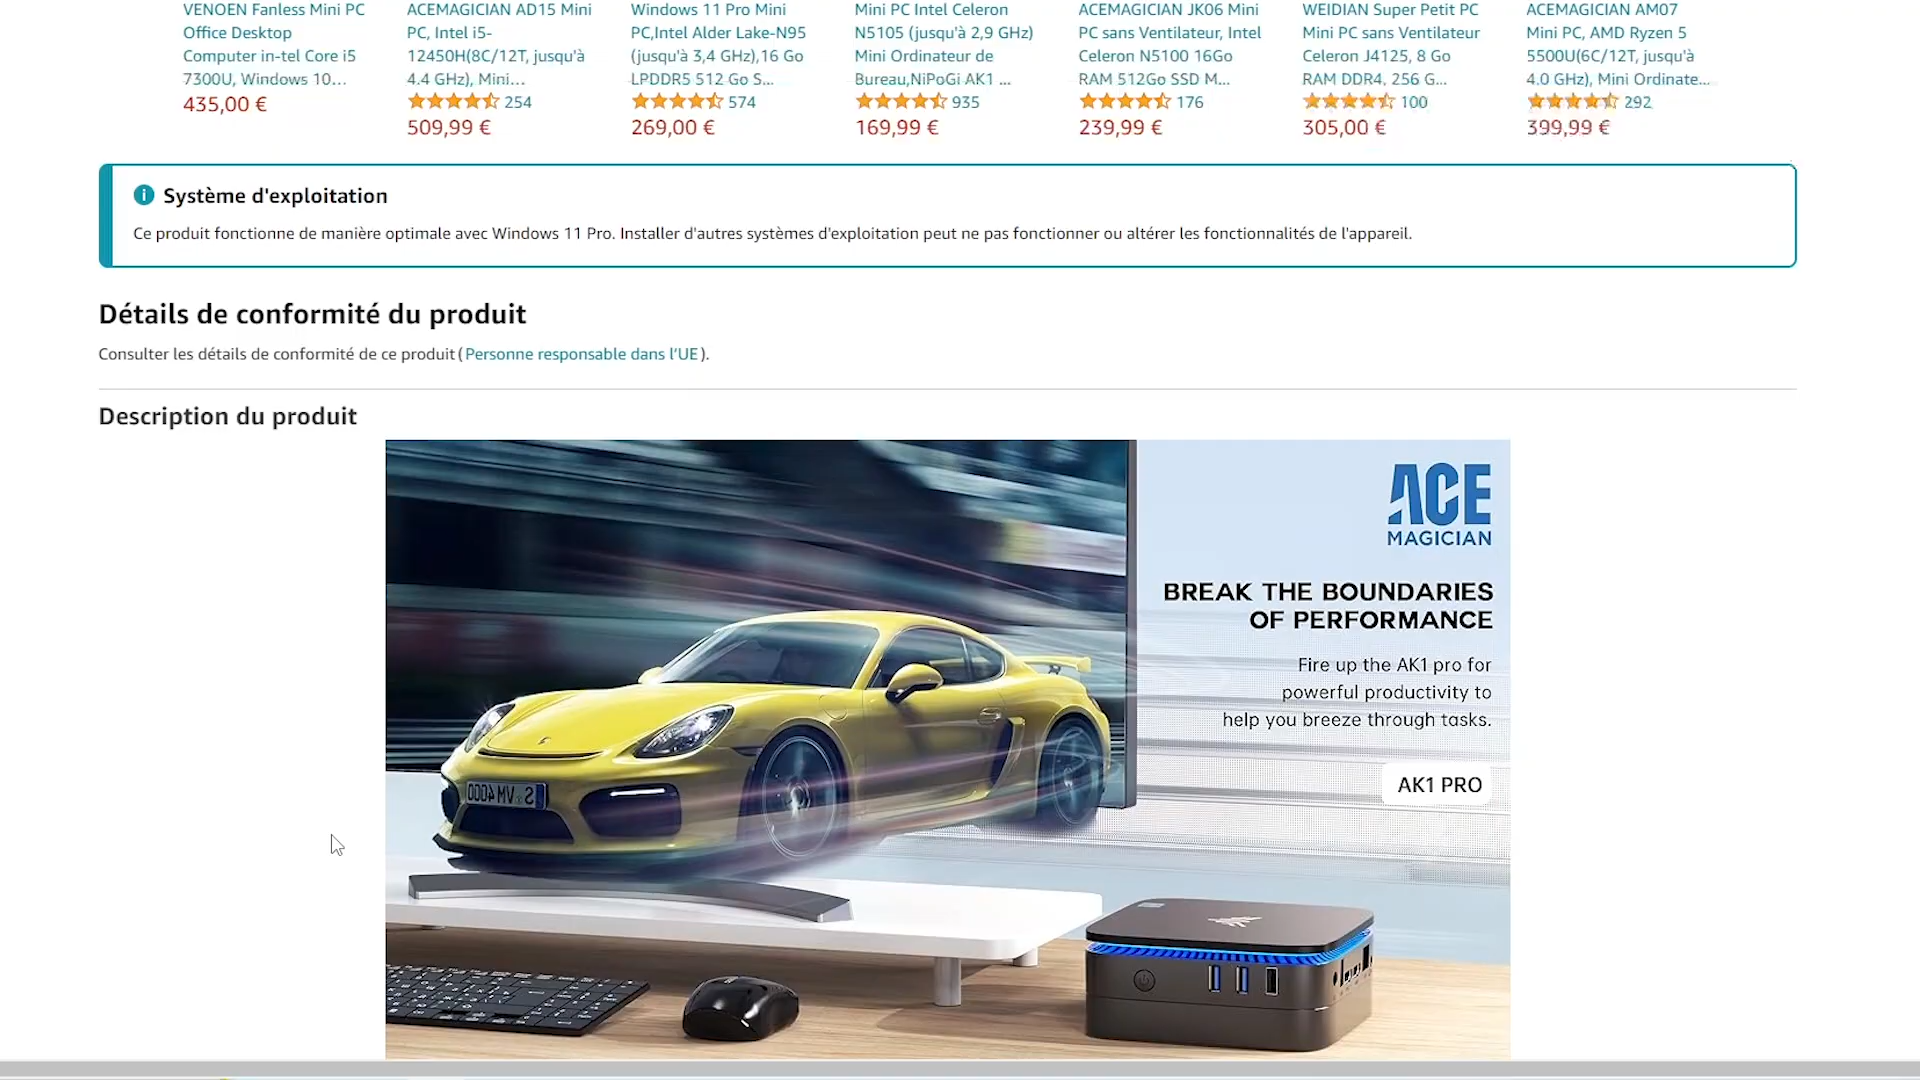 VENOEN Fanless Mini PC
Office Desktop
Computer in-tel Core i5
7300U, Windows 10...
435,00 €
ACEMAGICIAN AD15 Mini
PC, Intel i5-
12450H(8C/12T, jusqu'à
4.4 GHz), Mini...
254
509,99 €
Windows 11 Pro Mini
PC,Intel Alder Lake-N95
(jusqu'à 3,4 GHz),16 Go
LPDDR5 512 Go S...
574
269,00 €
Mini PC Intel Celeron
N5105 (jusqu'à 2,9 GHz)
Mini Ordinateur de
Bureau,NiPoGi AK1 ...
935
169,99 €
ACEMAGICIAN JK06 Mini
PC sans Ventilateur, Intel
Celeron N5100 16Go
RAM 512Go SSD M...
176
239,99 €
WEIDIAN Super Petit PC
Mini PC sans Ventilateur
Celeron J4125, 8 Go
RAM DDR4, 256 G...
100
305,00 €
ACEMAGICIAN AM07
Mini PC, AMD Ryzen 5
5500U(6C/12T, jusqu'à
4.0 GHz), Mini Ordinate...
292
399,99 €
Système d'exploitation
Ce produit fonctionne de manière optimale avec Windows 11 Pro. Installer d'autres systèmes d'exploitation peut ne pas fonctionner ou altérer les fonctionnalités de l'appareil.
Détails de conformité du produit
Consulter les détails de conformité de ce produit (Personne responsable dans l'UE).
Description du produit
ACE
MAGICIAN
BREAK THE BOUNDARIES
OF PERFORMANCE
Fire up the AK1 pro for
powerful productivity to
help you breeze through tasks.
AK1 PRO
S VM 4000